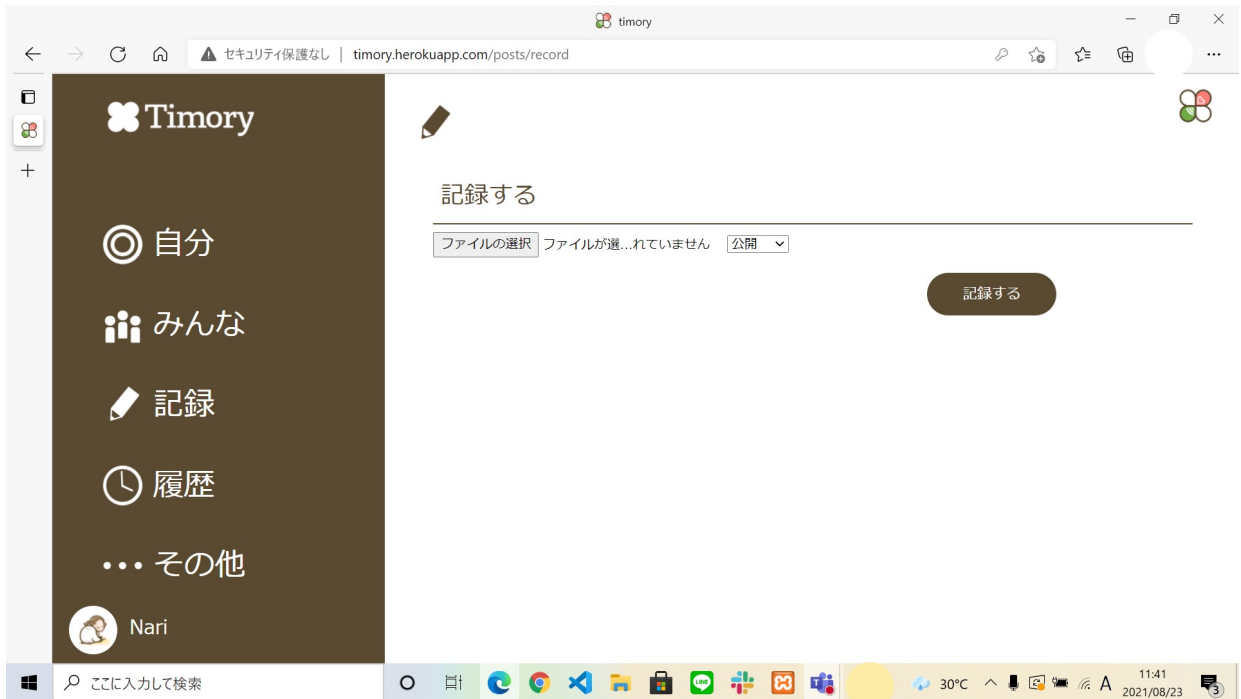 timory
セキュリティ保護なし | timory.herokuapp.com/posts/record
Timory
自分
みんな
記録
履歴
その他
Nari
記録する
ファイルの選択 ファイルが選...れていません 公開
記録する
ここに入力して検索
LINE
30°C
A
11:41
2021/08/23
3